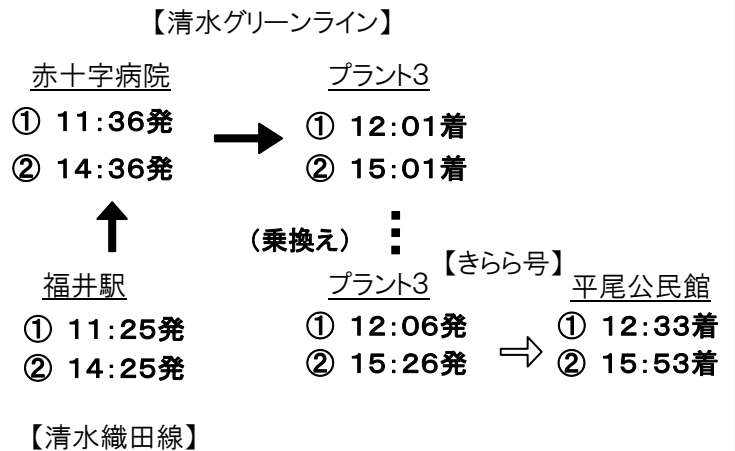 【清水グリーンライン】
赤十字病院
① 11:36発
② 14:36発
プラント3
① 12:01着
② 15:01着
(乗換え)
福井駅
① 11:25発
② 14:25発
プラント3
① 12:06発
② 15:26発
【きらら号】
平尾公民館
① 12:33着
② 15:53着
【清水織田線】